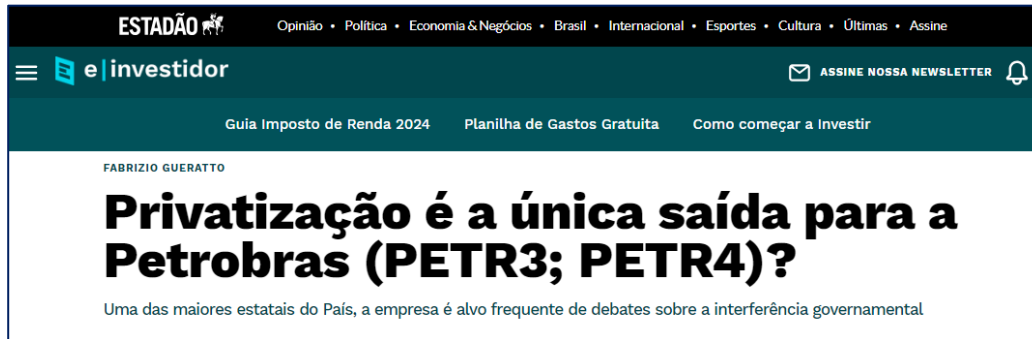 ESTADÃO
Opinião • Política • Economia & Negócios • Brasil • Internacional • Esportes • Cultura • Últimas • Assine
e|investidor
ASSINE NOSSA NEWSLETTER
Guia Imposto de Renda 2024 Planilha de Gastos Gratuita Como começar a Investir
FABRIZIO GUERATTO
Privatização é a única saída para a
Petrobras (PETR3; PETR4)?
Uma das maiores estatais do País, a empresa é alvo frequente de debates sobre a interferência governamental